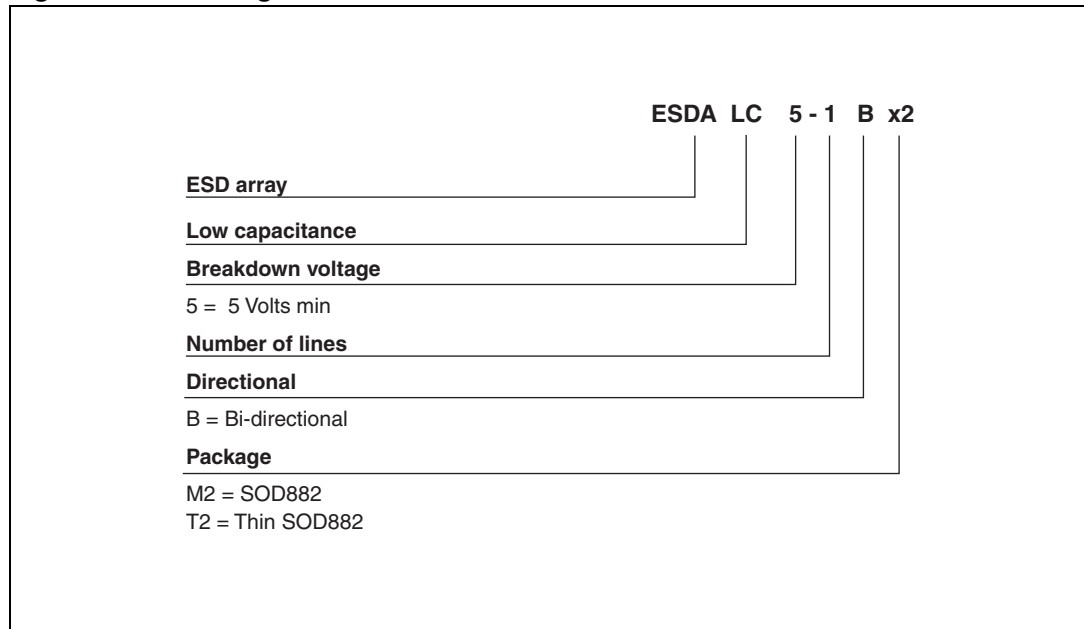 ESDA LC 5 - 1 B x2
ESD array
Low capacitance
Breakdown voltage
5 = 5 Volts min
Number of lines
Directional
B = Bi-directional
Package
M2 = SOD882
T2 = Thin SOD882